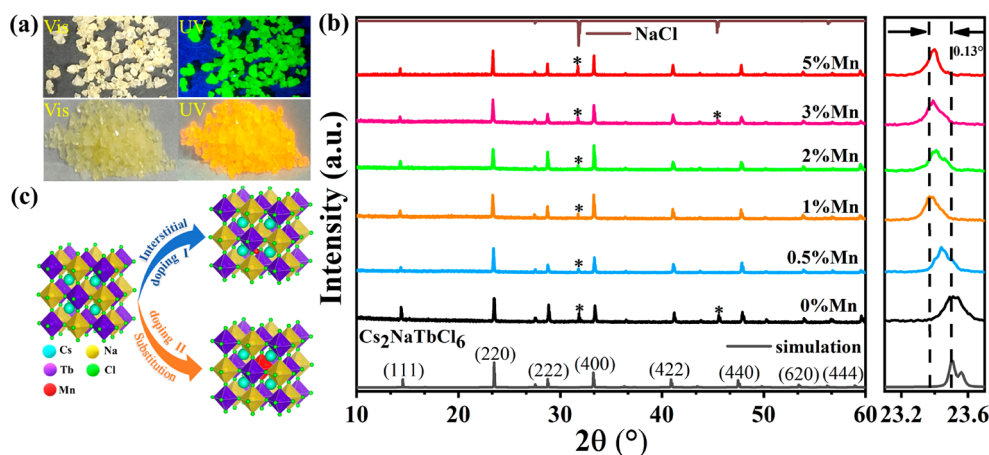 (a)
Vis
UV
Vis
UV
(c)
Interstitial
doping I
doping II
Substitution
Cs
Na
Tb
Cl
Mn
(b)
NaCl
*
5%Mn
*
*
3%Mn
*
2%Mn
*
1%Mn
*
0.5%Mn
*
*
0%Mn
Cs₂NaTbCl₆
simulation
(111)
(220)
(222)
(400)
(422)
(440)
(620)
(444)
Intensity (a.u.)
10
20
30
40
50
60
2θ (°)
0.13°
23.2
23.6